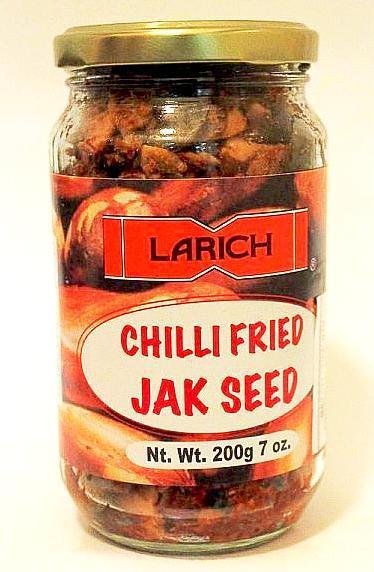 LARICH
®
CHILLI FRIED
JAK SEED
Nt. Wt. 200g 7 oz.